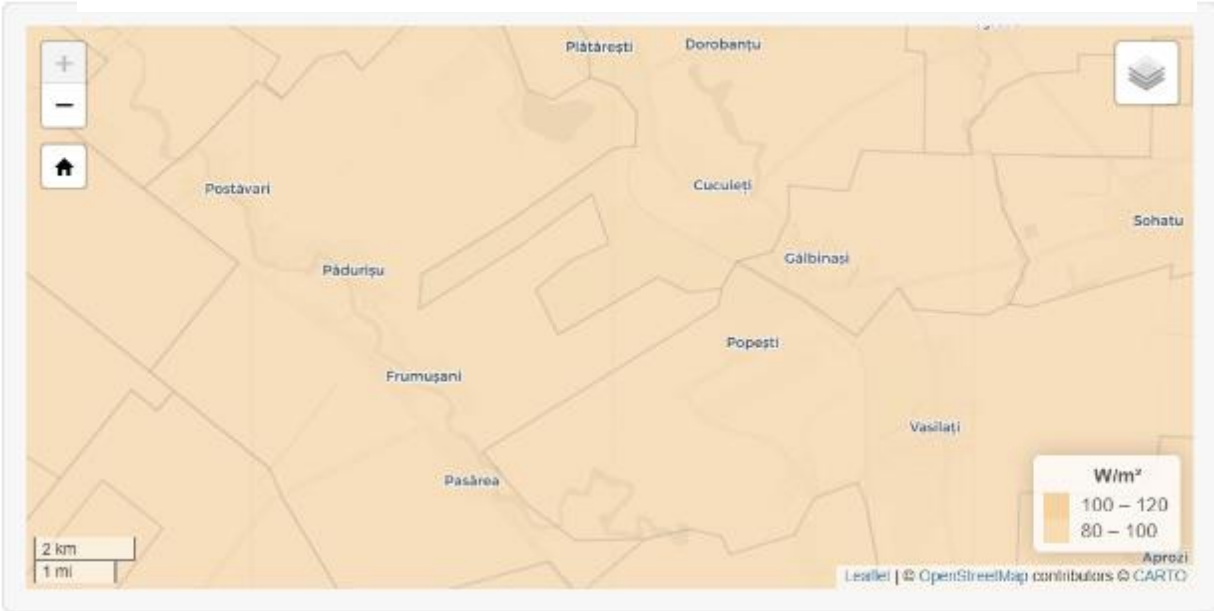 Plătărești
Dorobanțu
+
−
Postăvari
Cuculeți
Sohatu
Gălbinași
Pădurișu
Popești
Frumușani
Vasilați
Pasărea
W/m²
100 – 120
80 – 100
2 km
1 mi
Aprozi
Leaflet | © OpenStreetMap contributors © CARTO